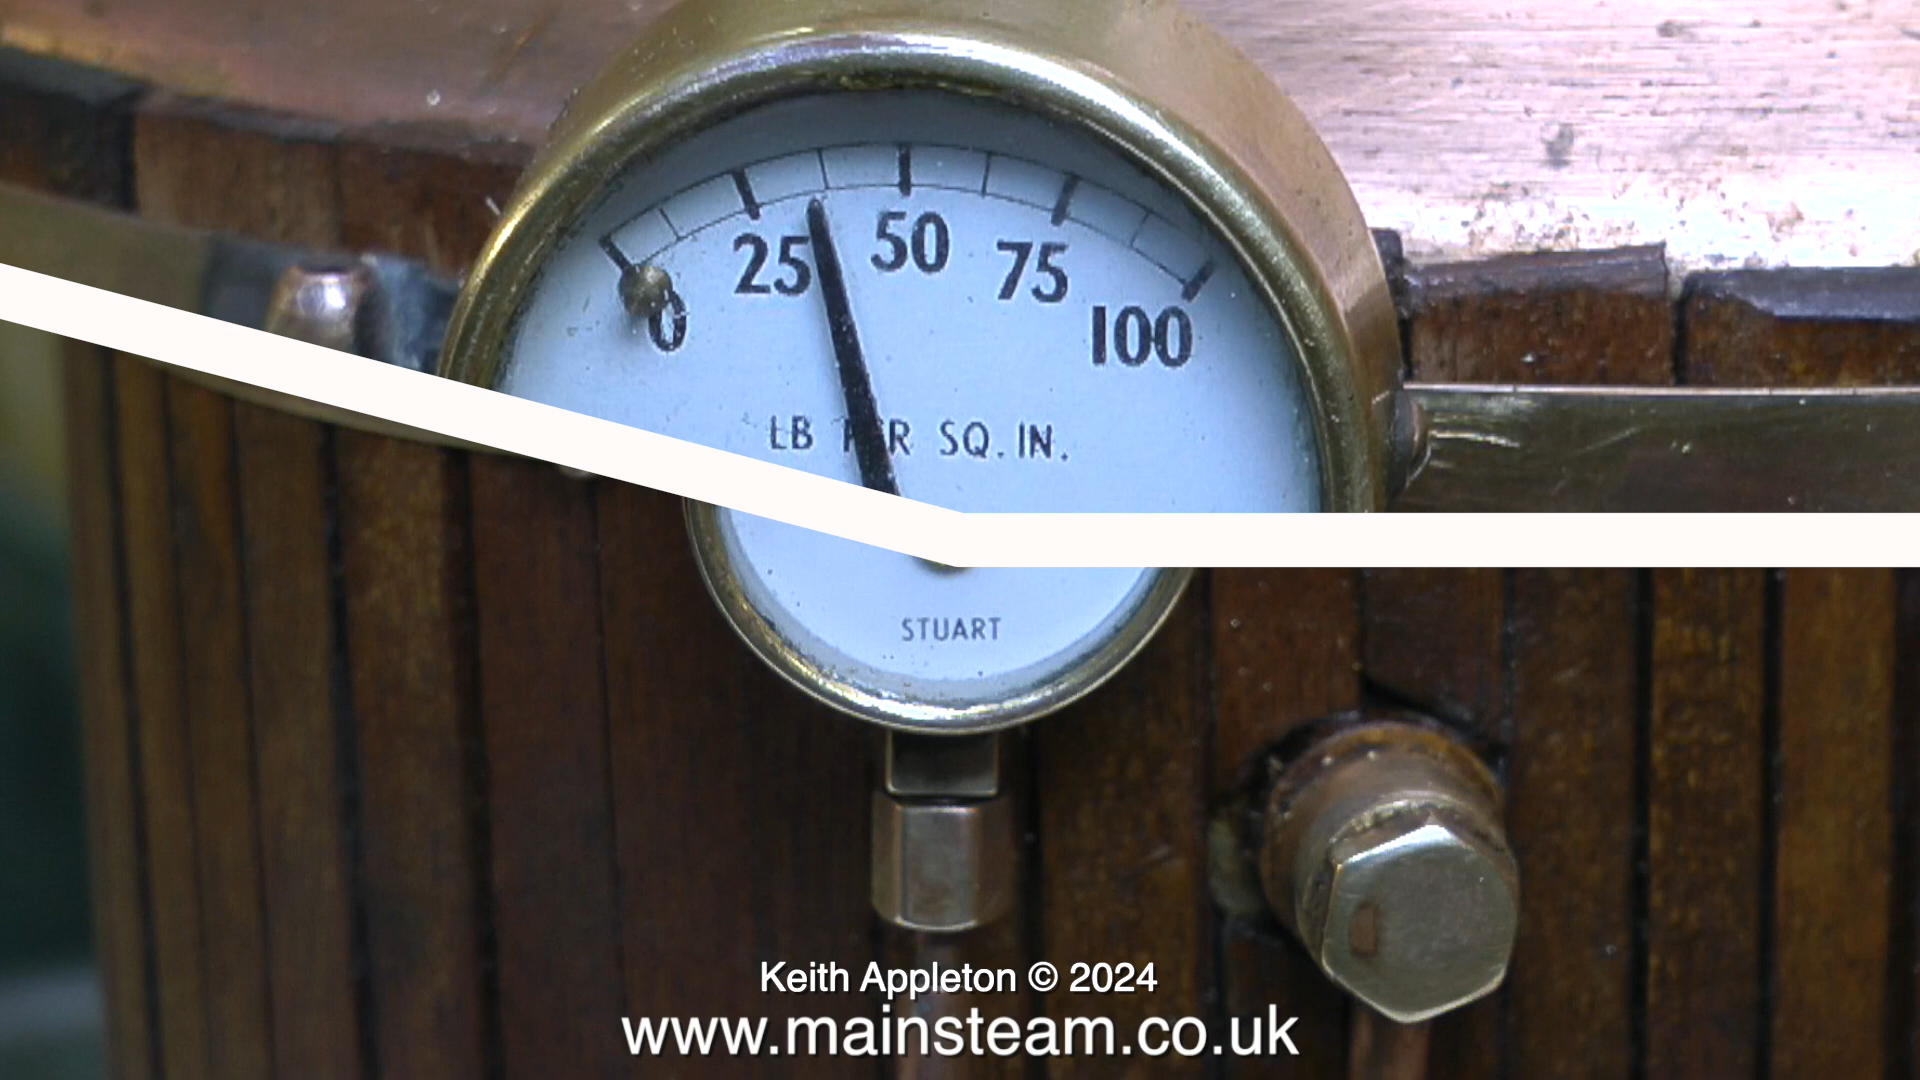 25 50 75
0 100
LB PER SQ. IN.
STUART
Keith Appleton © 2024
www.mainsteam.co.uk